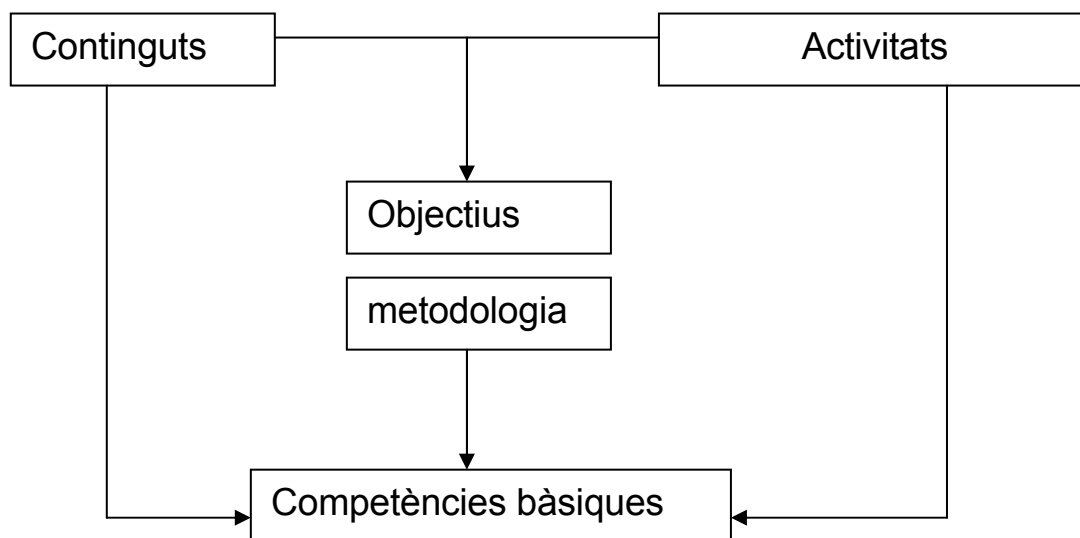 Continguts
Activitats
Objectius
metodologia
Competències bàsiques